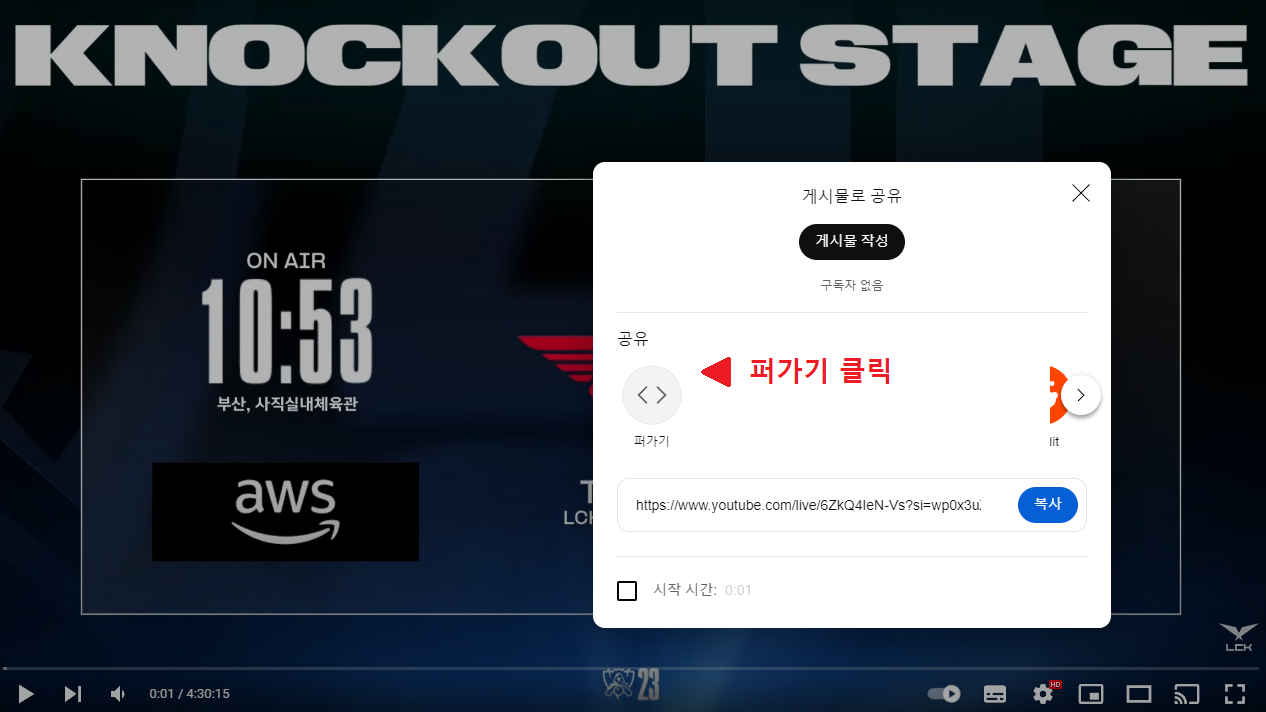 KNOCKOUT STAGE
ON AIR
10:53
부산, 사직실내체육관
aws
LCK
게시물로 공유
게시물 작성
구독자 없음
공유
퍼가기 클릭
퍼가기
lit
https://www.youtube.com/live/6ZkQ4IeN-Vs?si=wp0x3u
복사
시작 시간: 0:01
LCK
0:01 / 4:30:15
23
HD